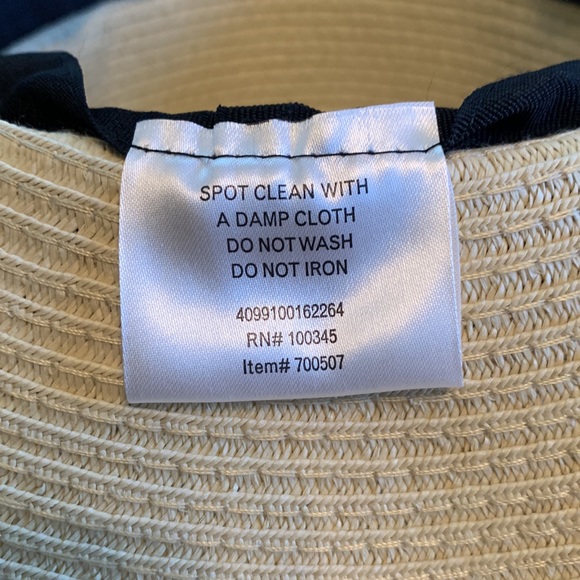 SPOT CLEAN WITH
A DAMP CLOTH
DO NOT WASH
DO NOT IRON
4099100162264
RN# 100345
Item# 700507